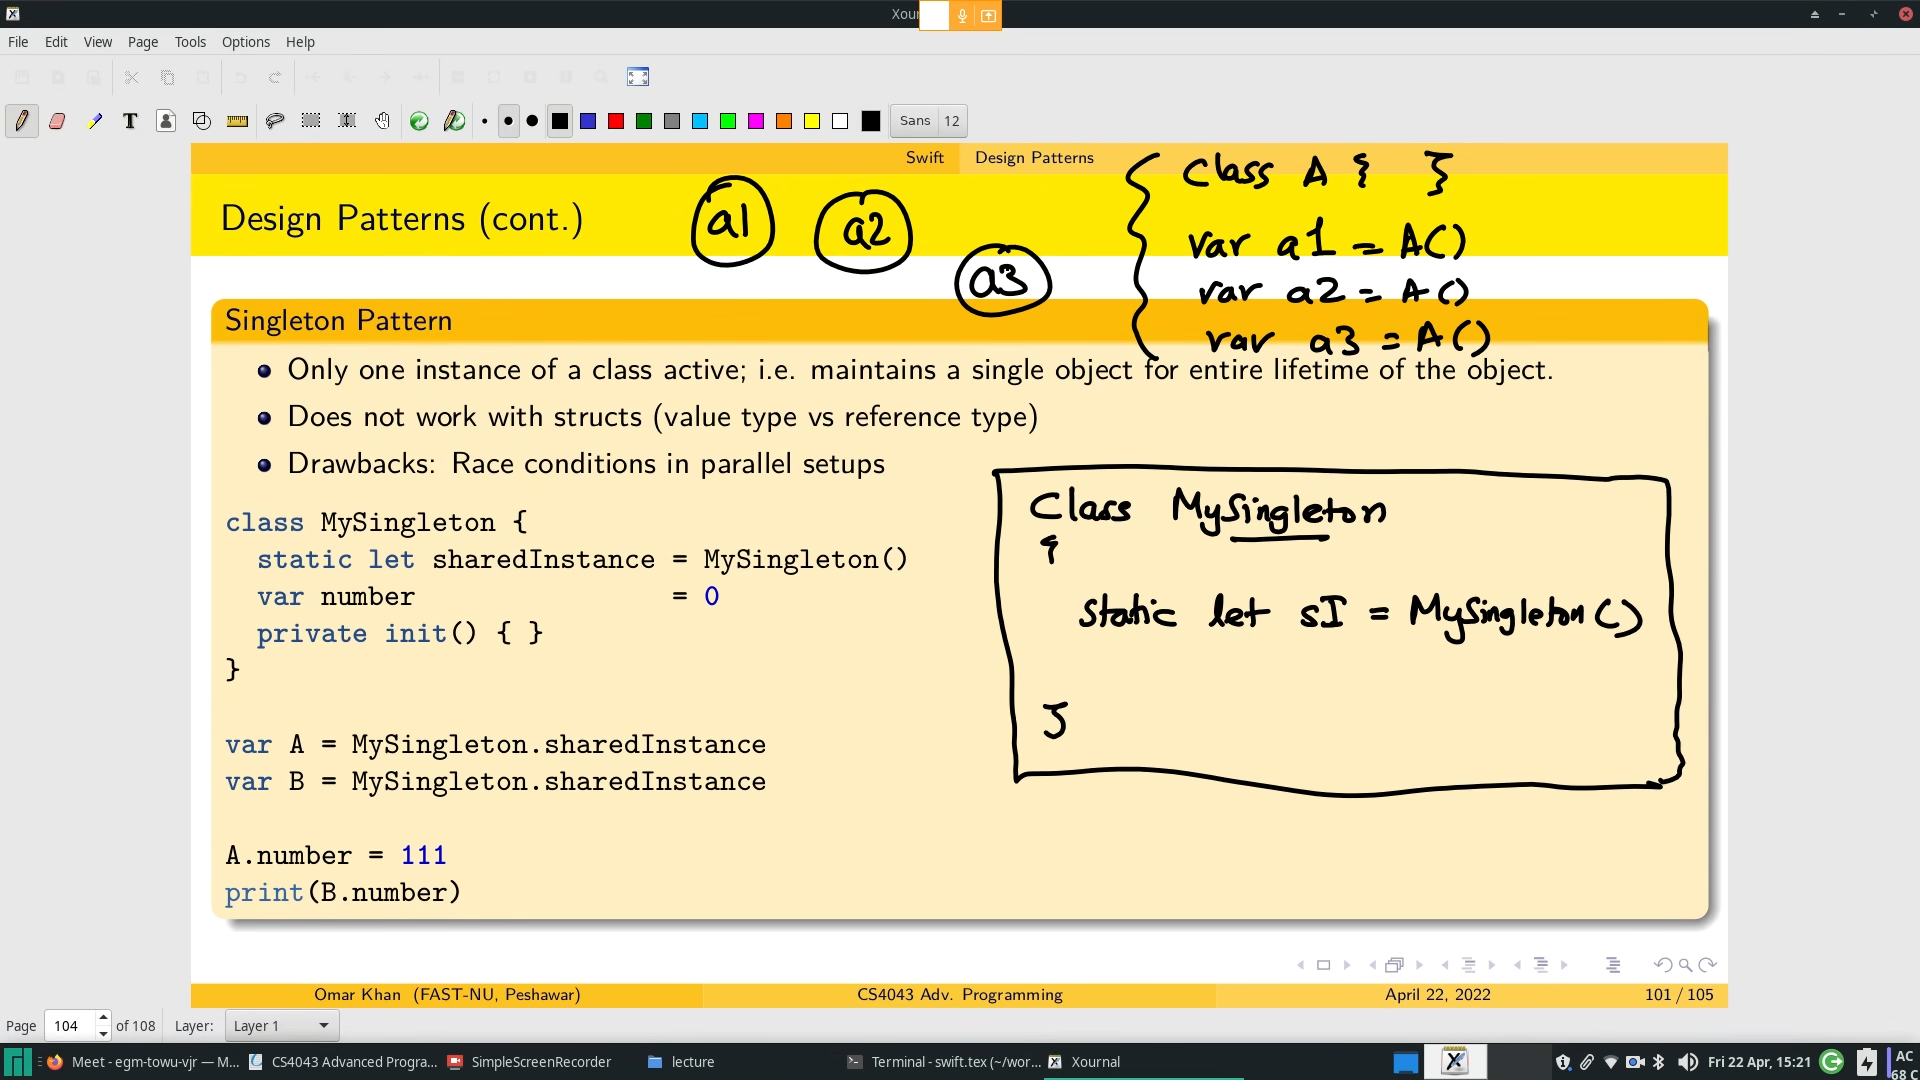 Xour
File Edit View Page Tools Options Help
T
Sans 12
Swift Design Patterns
Class A { }
Design Patterns (cont.)
a1 a2
var a1 = A()
a3
var a2 = A()
Singleton Pattern
var a3 = A()
Only one instance of a class active; i.e. maintains a single object for entire lifetime of the object.
Does not work with structs (value type vs reference type)
Drawbacks: Race conditions in parallel setups
class MySingleton {
static let sharedInstance = MySingleton()
var number = 0
private init() { }
}
var A = MySingleton.sharedInstance
var B = MySingleton.sharedInstance
A.number = 111
print(B.number)
Class MySingleton
{
static let sI = MySingleton()
}
Omar Khan (FAST-NU, Peshawar) CS4043 Adv. Programming April 22, 2022 101 / 105
Page 104 of 108 Layer: Layer 1
Meet - egm-towu-vjr — M... CS4043 Advanced Progra... SimpleScreenRecorder lecture Terminal - swift.tex (~/wor... Xournal Fri 22 Apr, 15:21 AC
68 C